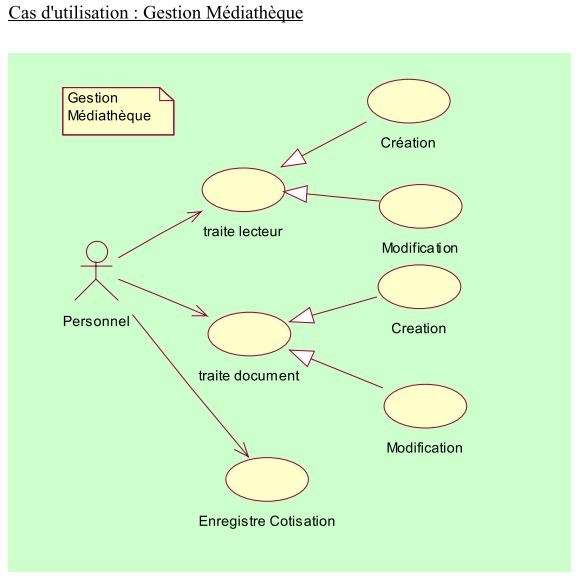 Cas d'utilisation : Gestion Médiathèque
Gestion
Médiathèque
Création
traite lecteur
Modification
Personnel
Creation
traite document
Modification
Enregistre Cotisation